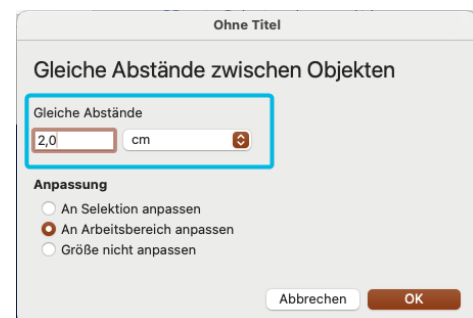 Ohne Titel
Gleiche Abstände zwischen Objekten
Gleiche Abstände
2,0 cm
Anpassung
An Selektion anpassen
An Arbeitsbereich anpassen
Größe nicht anpassen
Abbrechen OK